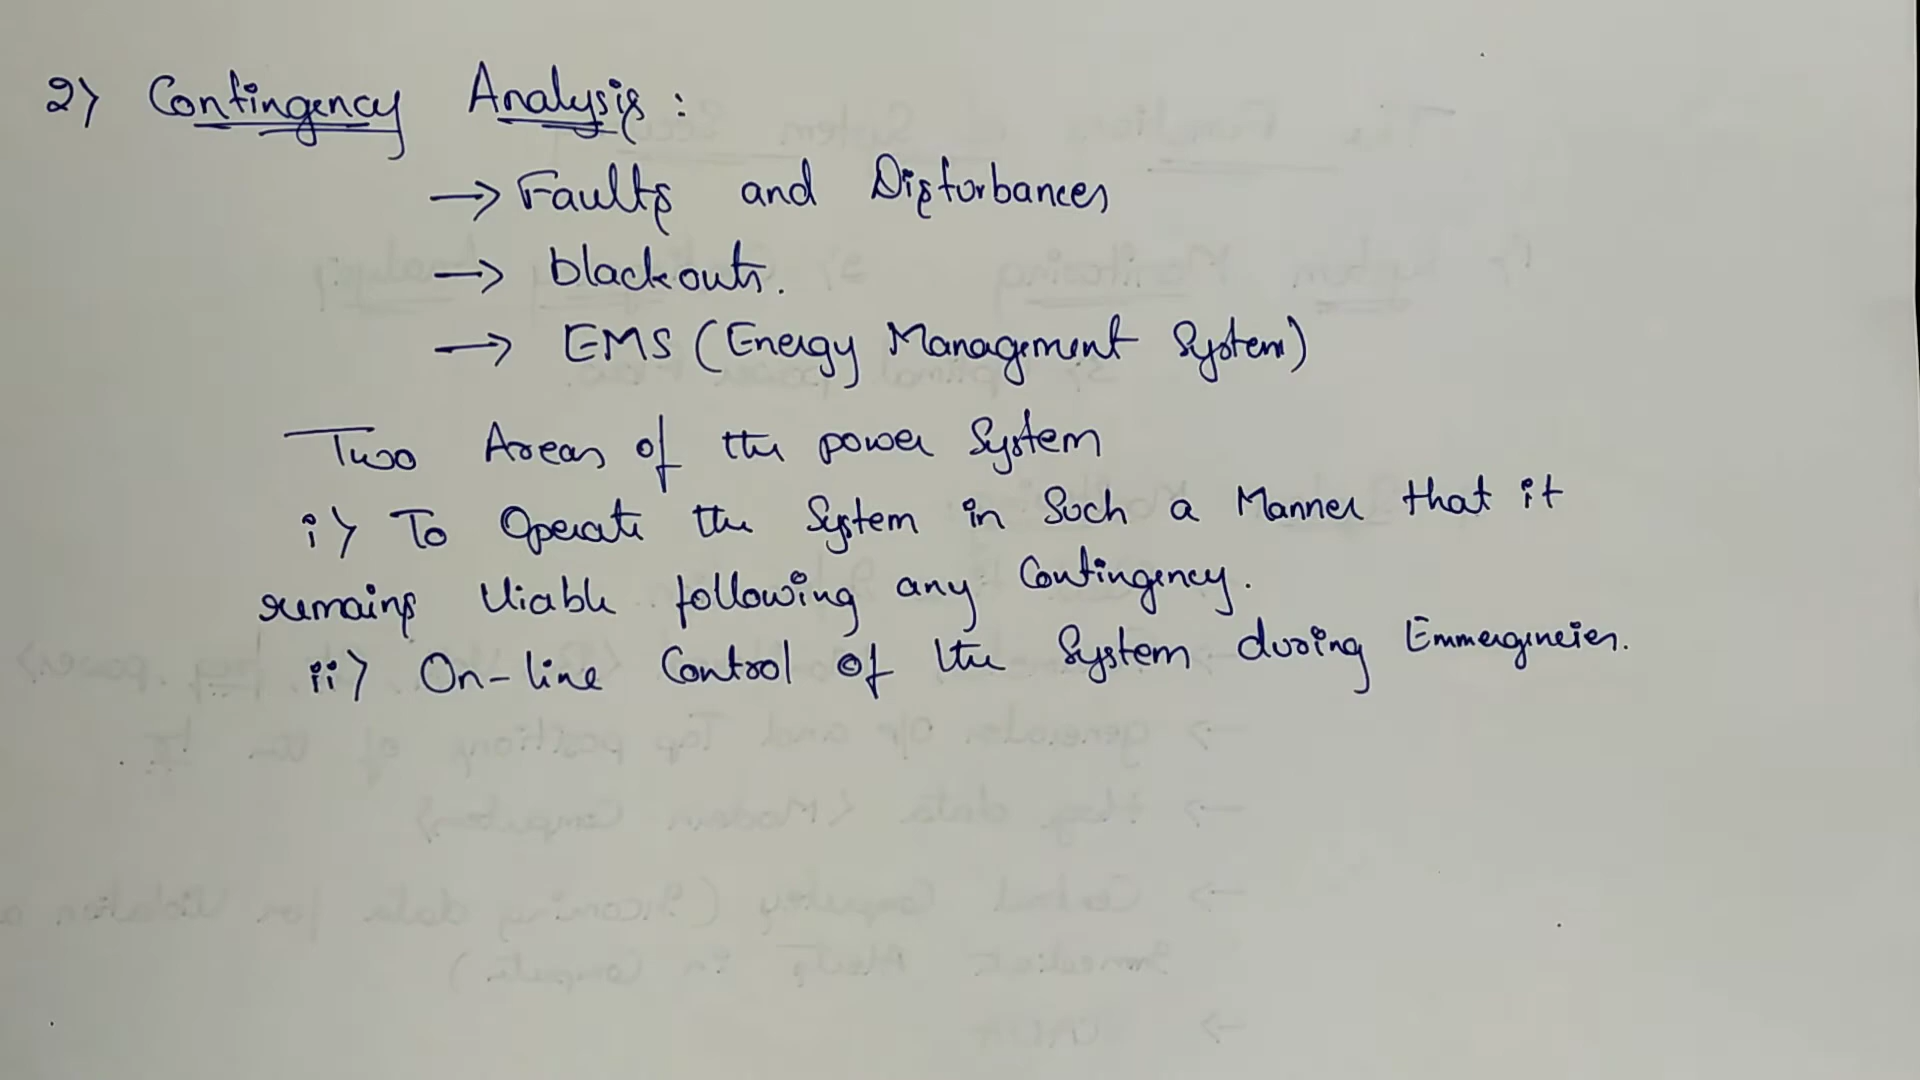 2) Contingency Analysis:
→ Faults and Disturbances
→ blackouts.
→ EMS (Energy Management System)
Two Areas of the power System
i) To Operate the System in Such a Manner that it
remains Viable following any Contingency.
ii) On-line Control of the System during Emmergencies.